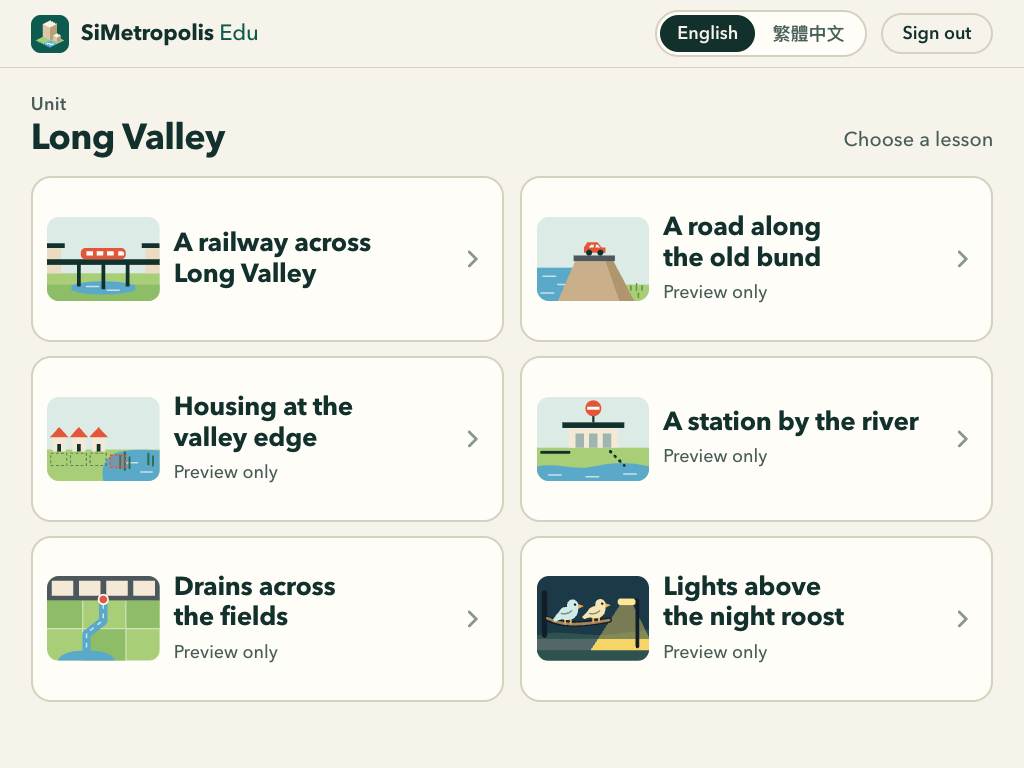 SiMetropolis Edu
English
繁體中文
Sign out
Unit
Long Valley
Choose a lesson
A railway across
Long Valley
A road along
the old bund
Preview only
Housing at the
valley edge
Preview only
A station by the river
Preview only
Drains across
the fields
Preview only
Lights above
the night roost
Preview only